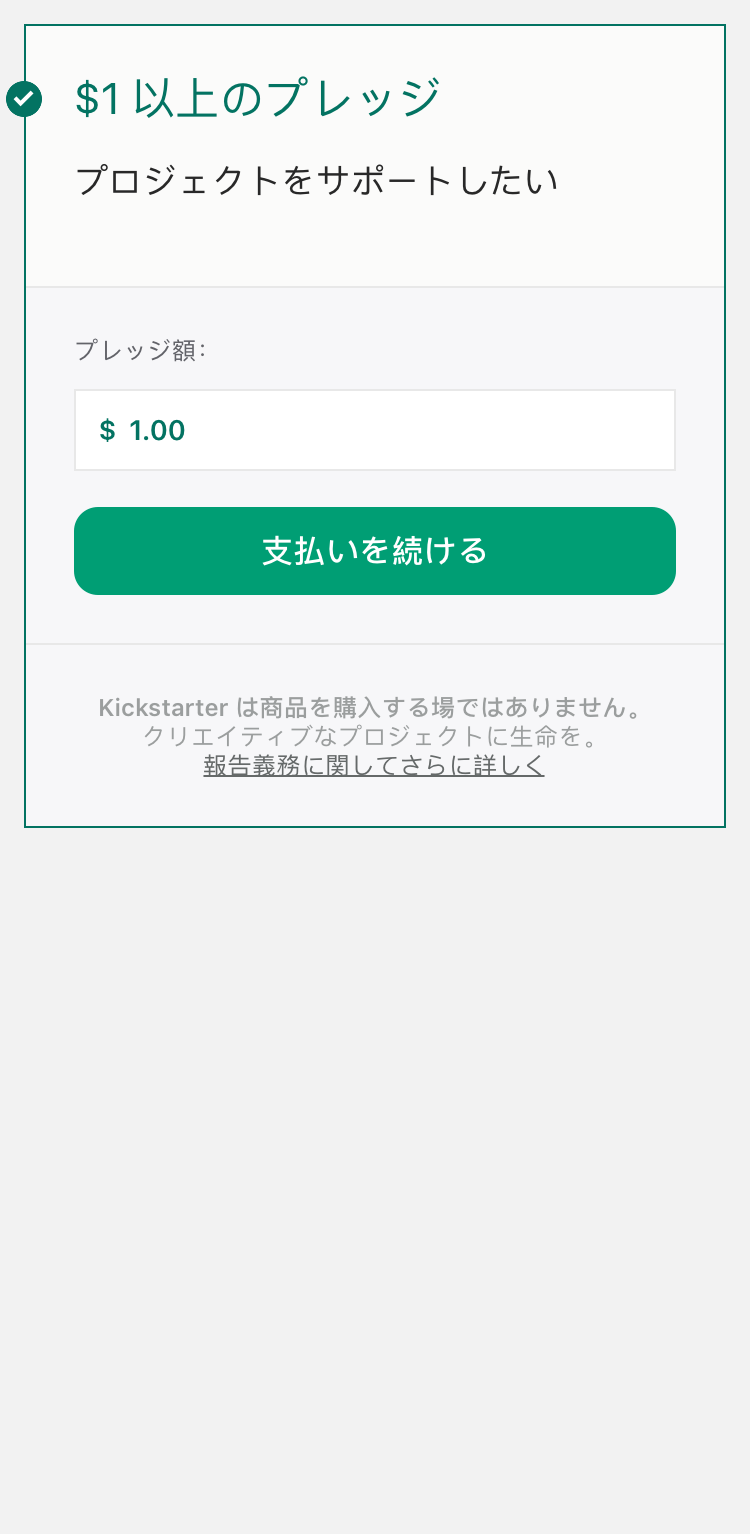 $1 以上のプレッジ
プロジェクトをサポートしたい
プレッジ額:
$ 1.00
支払いを続ける
Kickstarter は商品を購入する場ではありません。
クリエイティブなプロジェクトに生命を。
報告義務に関してさらに詳しく